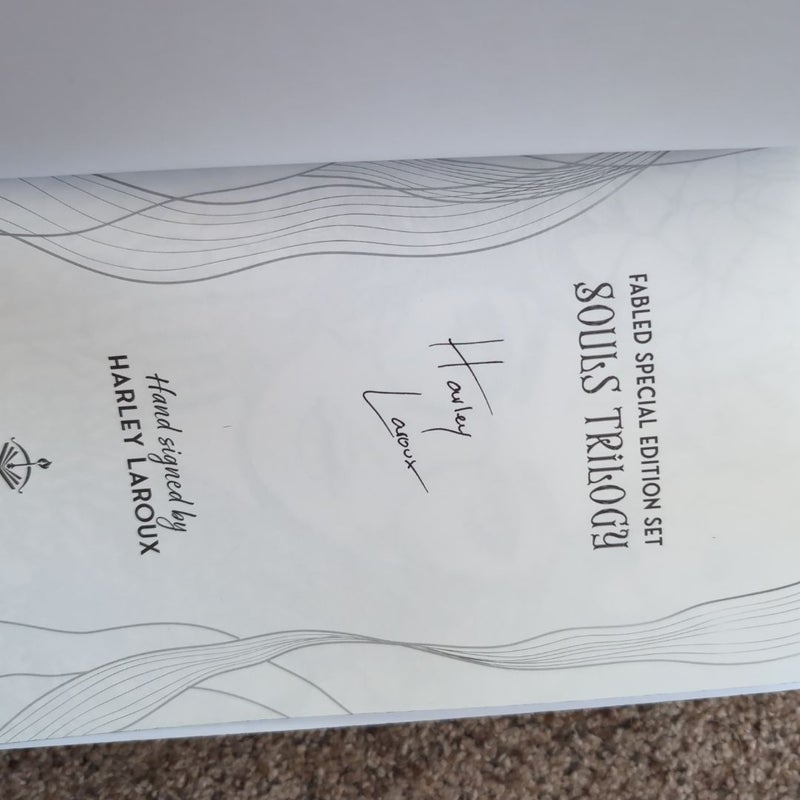 FABLED SPECIAL EDITION SET
SOULS TRILOGY
Harley
Laroux
Hand signed by
HARLEY LAROUX